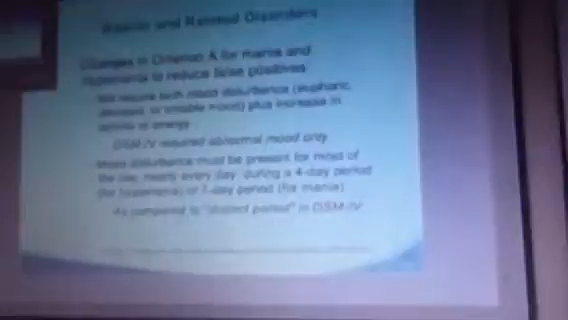 Bipolar and Related Disorders
Changes in Criterion A for mania and
hypomania to reduce false positives
Will require both mood disturbance (euphoric,
elevated, or irritable mood) plus increase in
activity or energy
DSM-IV required abnormal mood only
Mood disturbance must be present for most of
the day, nearly every day, during a 4-day period
(for hypomania) or 7-day period (for mania)
As compared to "distinct period" in DSM-IV